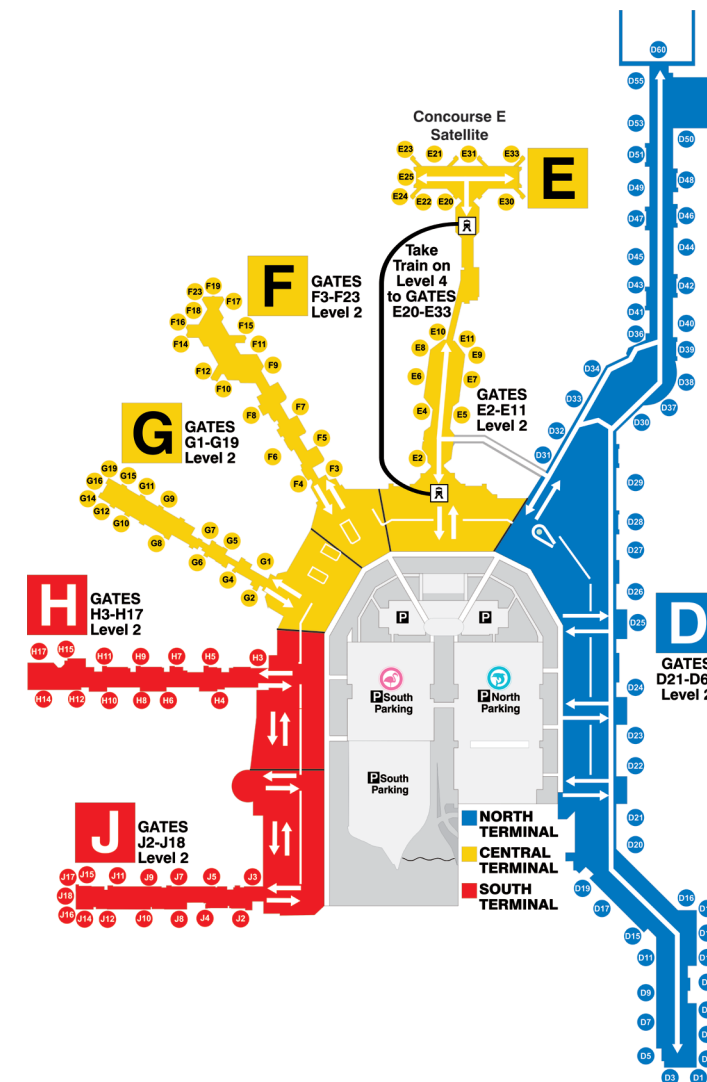 D60
D55
D53
D50
D51
D49
D48
D47
D46
D45
D44
D43
D42
D41
D40
D36
D39
D38
D37
D30
D34
D33
D32
D31
Concourse E
Satellite
E23
E21
E31
E33
E25
E24
E22
E20
E30
E
Take
Train on
Level 4
to GATES
E20-E33
E10
E11
E8
E9
E6
E7
E4
E5
E2
GATES
E2-E11
Level 2
F
GATES
F3-F23
Level 2
F23
F19
F17
F18
F16
F15
F14
F11
F12
F10
F9
F8
F7
F6
F5
F4
F3
G
GATES
G1-G19
Level 2
G19
G16
G15
G11
G14
G9
G12
G10
G8
G7
G5
G6
G4
G1
G2
H
GATES
H3-H17
Level 2
H17
H15
H11
H9
H7
H5
H3
H14
H12
H10
H8
H6
H4
D29
D28
D27
D26
D25
D24
D23
D22
D21
D20
D
GATES
D21-D6
Level 2
P
P
P South
Parking
P North
Parking
P South
Parking
J
GATES
J2-J18
Level 2
J17
J15
J11
J9
J7
J5
J3
J18
J16
J14
J12
J10
J8
J4
J2
NORTH
TERMINAL
CENTRAL
TERMINAL
SOUTH
TERMINAL
D19
D17
D16
D15
D11
D9
D7
D5
D3
D1